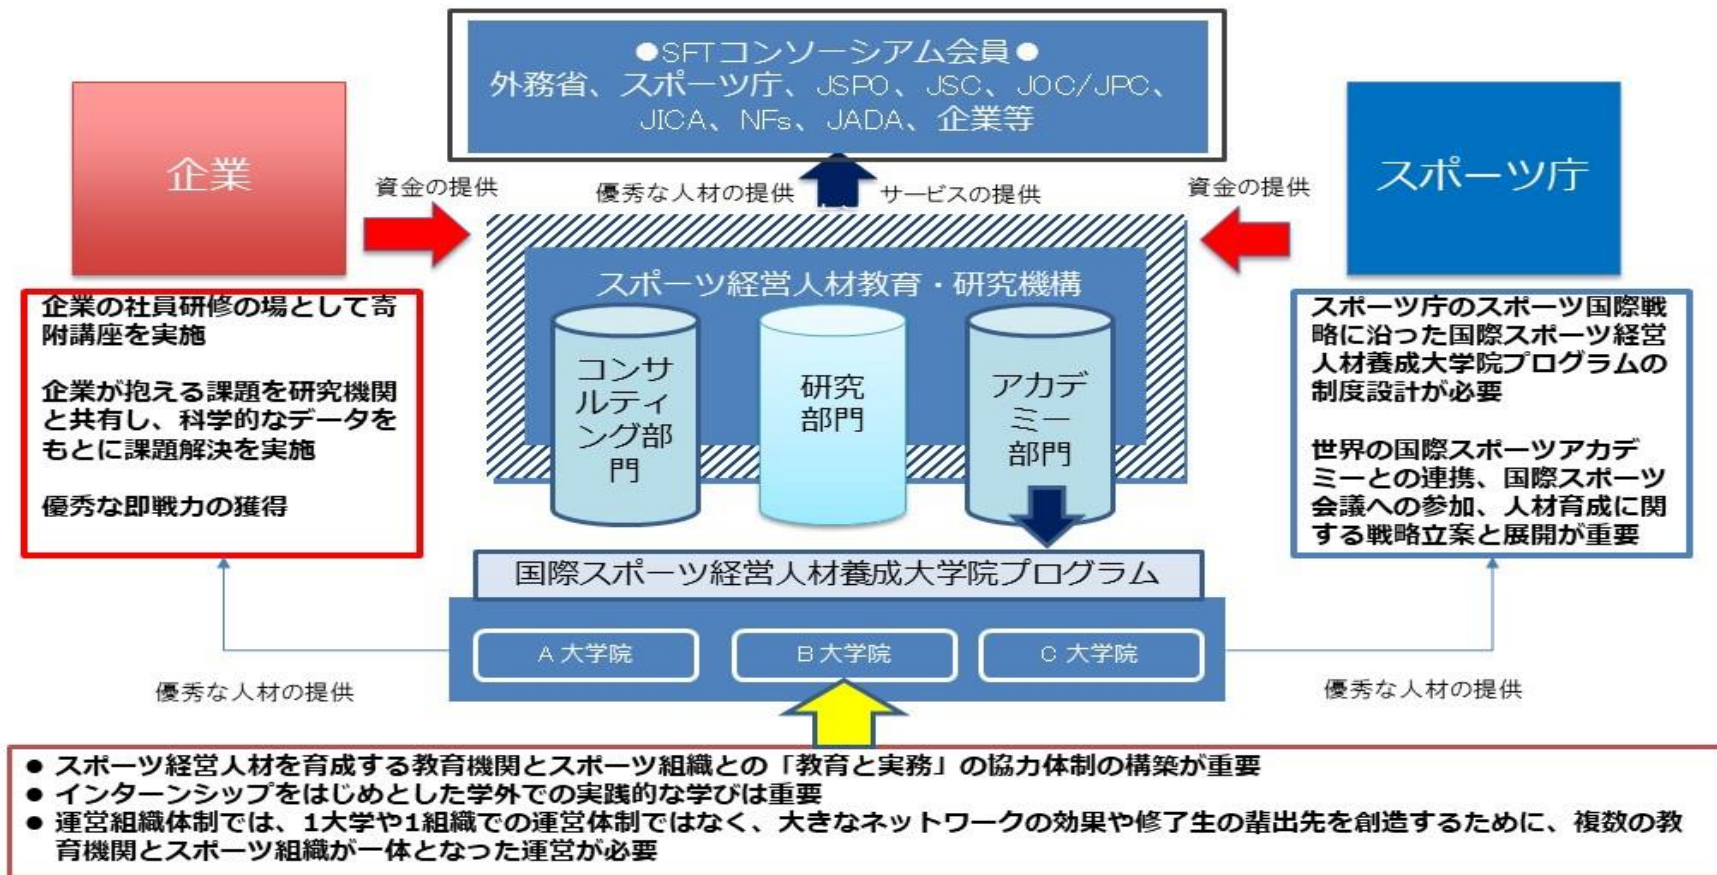 ●SFTコンソーシアム会員●
外務省、スポーツ庁、JSPO、JSC、JOC/JPC、
JICA、NFs、JADA、企業等
企業
スポーツ庁
資金の提供
優秀な人材の提供
サービスの提供
資金の提供
スポーツ経営人材教育・研究機構
コンサ
ルティ
ング部
門
研究
部門
アカデ
ミー
部門
企業の社員研修の場として寄
附講座を実施
企業が抱える課題を研究機関
と共有し、科学的なデータを
もとに課題解決を実施
優秀な即戦力の獲得
スポーツ庁のスポーツ国際戦
略に沿った国際スポーツ経営
人材養成大学院プログラムの
制度設計が必要
世界の国際スポーツアカデ
ミーとの連携、国際スポーツ
会議への参加、人材育成に関
する戦略立案と展開が重要
国際スポーツ経営人材養成大学院プログラム
A 大学院
B 大学院
C 大学院
優秀な人材の提供
優秀な人材の提供
● スポーツ経営人材を育成する教育機関とスポーツ組織との「教育と実務」の協力体制の構築が重要
● インターンシップをはじめとした学外での実践的な学びは重要
● 運営組織体制では、1大学や1組織での運営体制ではなく、大きなネットワークの効果や修了生の輩出先を創造するために、複数の教
育機関とスポーツ組織が一体となった運営が必要